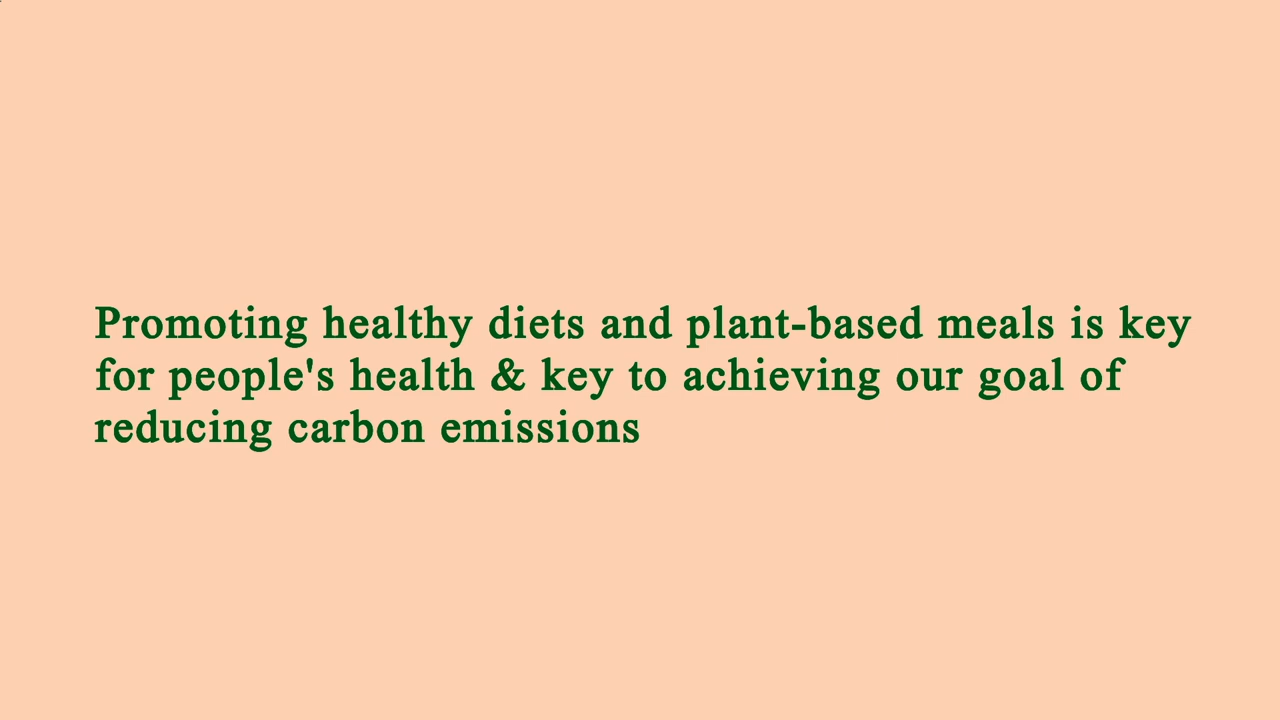 Promoting healthy diets and plant-based meals is key
for people's health & key to achieving our goal of
reducing carbon emissions